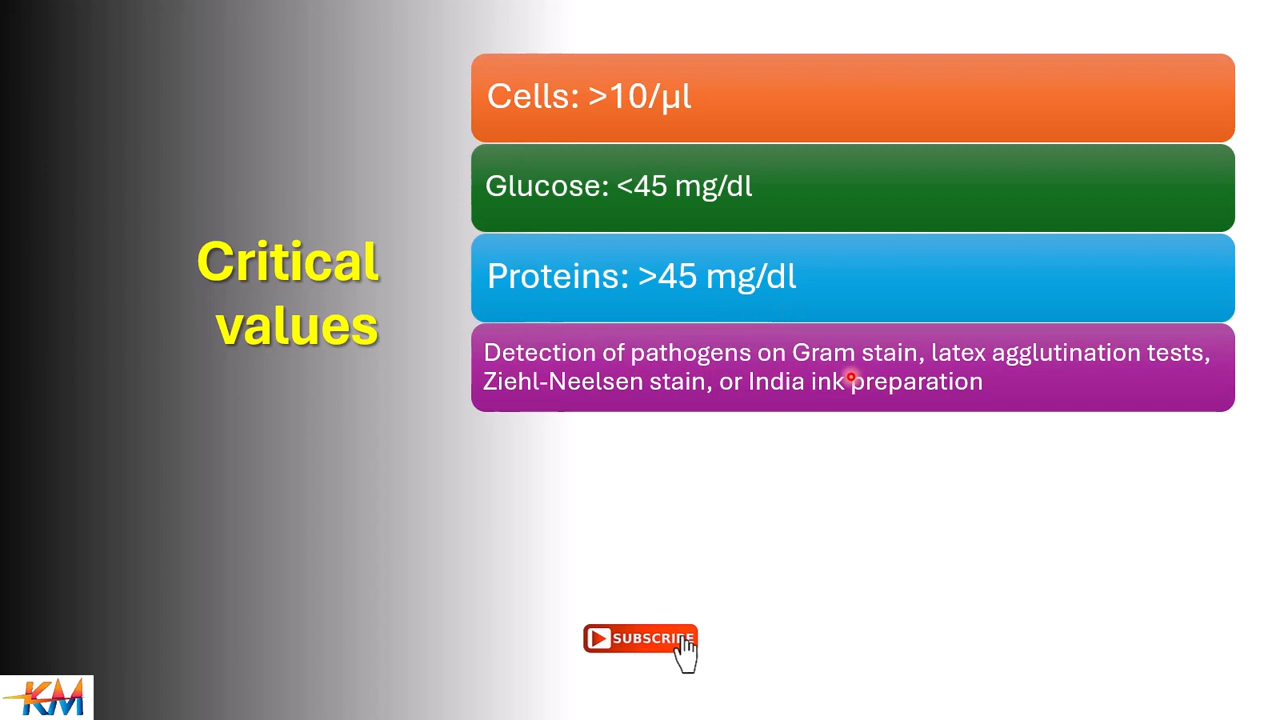 Critical
values
Cells: >10/µl
Glucose: <45 mg/dl
Proteins: >45 mg/dl
Detection of pathogens on Gram stain, latex agglutination tests,
Ziehl-Neelsen stain, or India ink preparation
SUBSCRIBE
KM